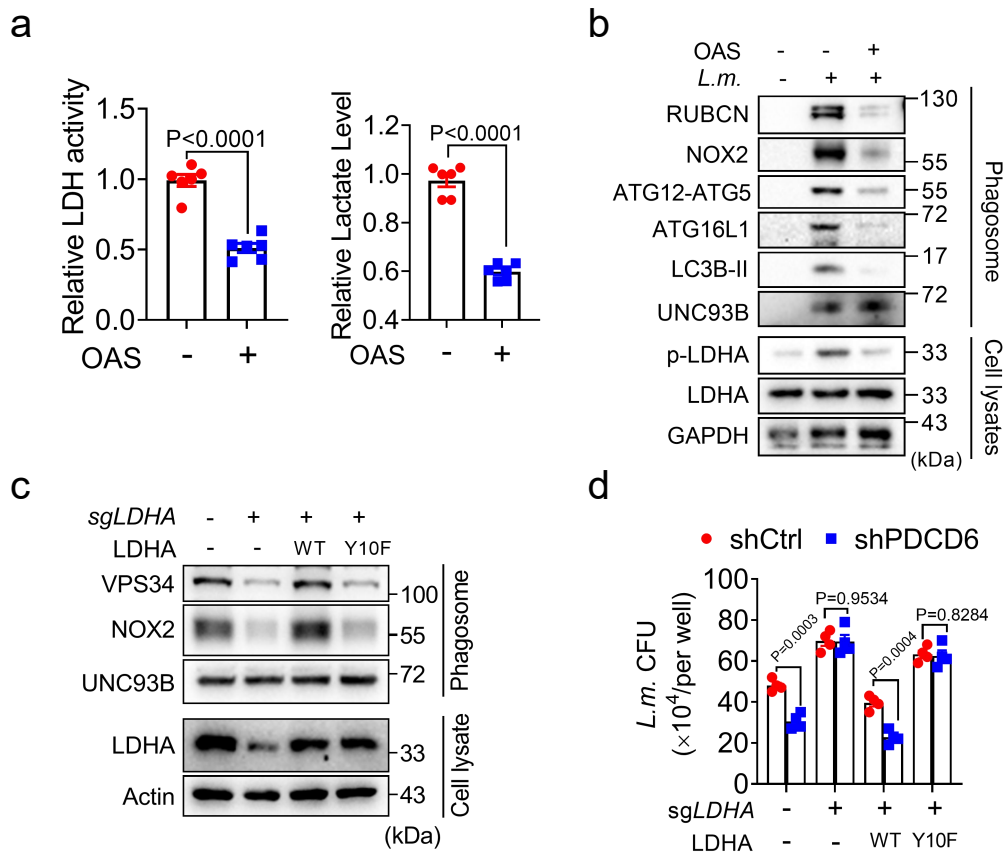 a
Relative LDH activity
1.5
1.0
0.5
0.0
P<0.0001
OAS - +
Relative Lactate Level
1.2
1.0
0.8
0.6
0.4
P<0.0001
OAS - +
b
OAS - - +
L.m. - + +
RUBCN 130
NOX2 55
ATG12-ATG5 55
ATG16L1 72
LC3B-II 17
UNC93B 72
Phagosome
p-LDHA 33
LDHA 33
GAPDH 43
(kDa)
Cell lysates
c
sgLDHA - + + +
LDHA - - WT Y10F
VPS34 100
NOX2 55
UNC93B 72
Phagosome
LDHA 33
Actin 43
(kDa)
Cell lysate
d
shCtrl shPDCD6
L.m. CFU
(×10⁴/per well)
100
80
60
40
20
0
P=0.0003
P=0.9534
P=0.0004
P=0.8284
sgLDHA - + + +
LDHA - - WT Y10F